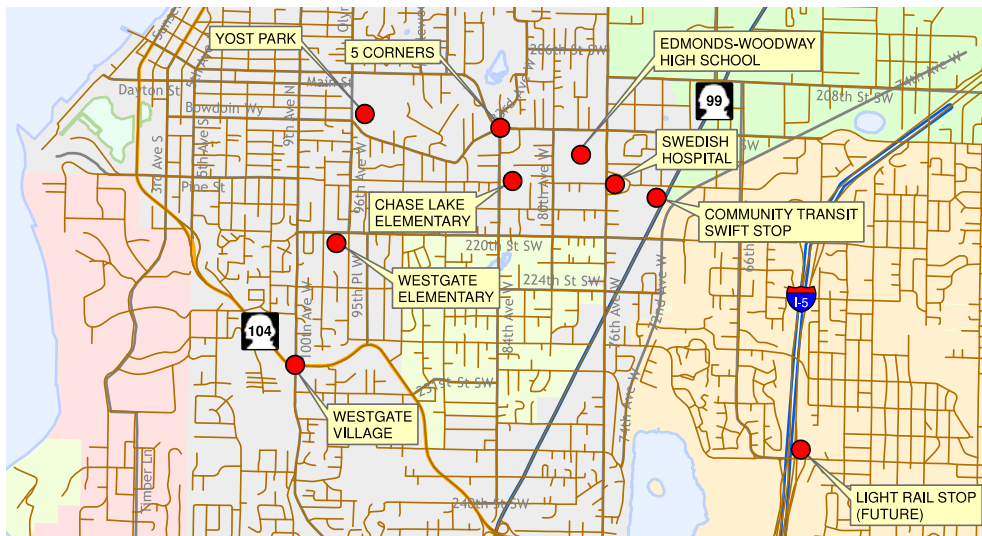 YOST PARK
5 CORNERS
EDMONDS-WOODWAY
HIGH SCHOOL
206th St SW
74th Ave W
Main St
Dayton St
Bowdoin Wy
9th Ave N
99
208th St SW
SWEDISH
HOSPITAL
3rd Ave S
5th Ave S
Pine St
96th Ave W
80th Ave W
CHASE LAKE
ELEMENTARY
COMMUNITY TRANSIT
SWIFT STOP
220th St SW
WESTGATE
ELEMENTARY
224th St SW
95th Pl W
100th Ave W
84th Ave W
76th Ave W
72nd Ave W
66th
I-5
104
231st St SW
WESTGATE
VILLAGE
74th Ave W
LIGHT RAIL STOP
(FUTURE)